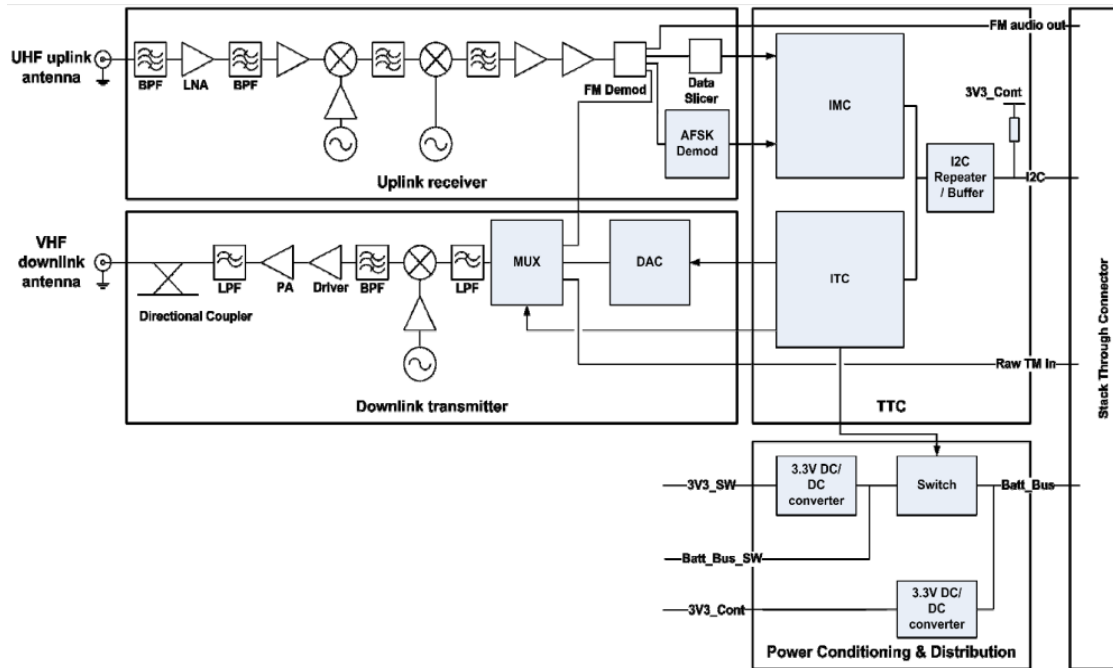 UHF uplink
antenna
BPF
LNA
BPF
FM Demod
Data
Slicer
AFSK
Demod
Uplink receiver
FM audio out
IMC
3V3_Cont
I2C
Repeater
/ Buffer
I2C
VHF
downlink
antenna
Directional Coupler
LPF
PA
Driver
BPF
LPF
MUX
DAC
ITC
Raw TM In
Downlink transmitter
TTC
Stack Through Connector
3V3_SW
3.3V DC/
DC
converter
Switch
Batt_Bus
Batt_Bus_SW
3V3_Cont
3.3V DC/
DC
converter
Power Conditioning & Distribution